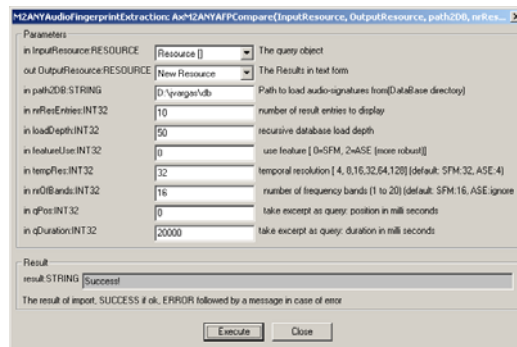 M2ANYAudioFingerprintExtraction: AxM2ANYAFPCompare(InputResource, OutputResource, path2DB, nrRes...
Parameters
in InputResource:RESOURCE Resource [] The query object
out OutputResource:RESOURCE New Resource The Results in text form
in path2DB:STRING D:\jvargas\db Path to load audio-signatures from(DataBase directory)
in nrResEntries:INT32 10 number of result entries to display
in loadDepth:INT32 50 recursive database load depth
in featureUse:INT32 0 use feature [ 0=SFM, 2=ASE (more robust)]
in tempRes:INT32 32 temporal resolution [ 4, 8,16,32,64,128] (default: SFM:32, ASE:4)
in nrOfBands:INT32 16 number of frequency bands (1 to 20) (default: SFM:16, ASE:ignore
in qPos:INT32 0 take excerpt as query: position in milli seconds
in qDuration:INT32 20000 take excerpt as query: duration in milli seconds
Result
result:STRING Success!
The result of import, SUCCESS if ok, ERROR followed by a message in case of error
Execute Close